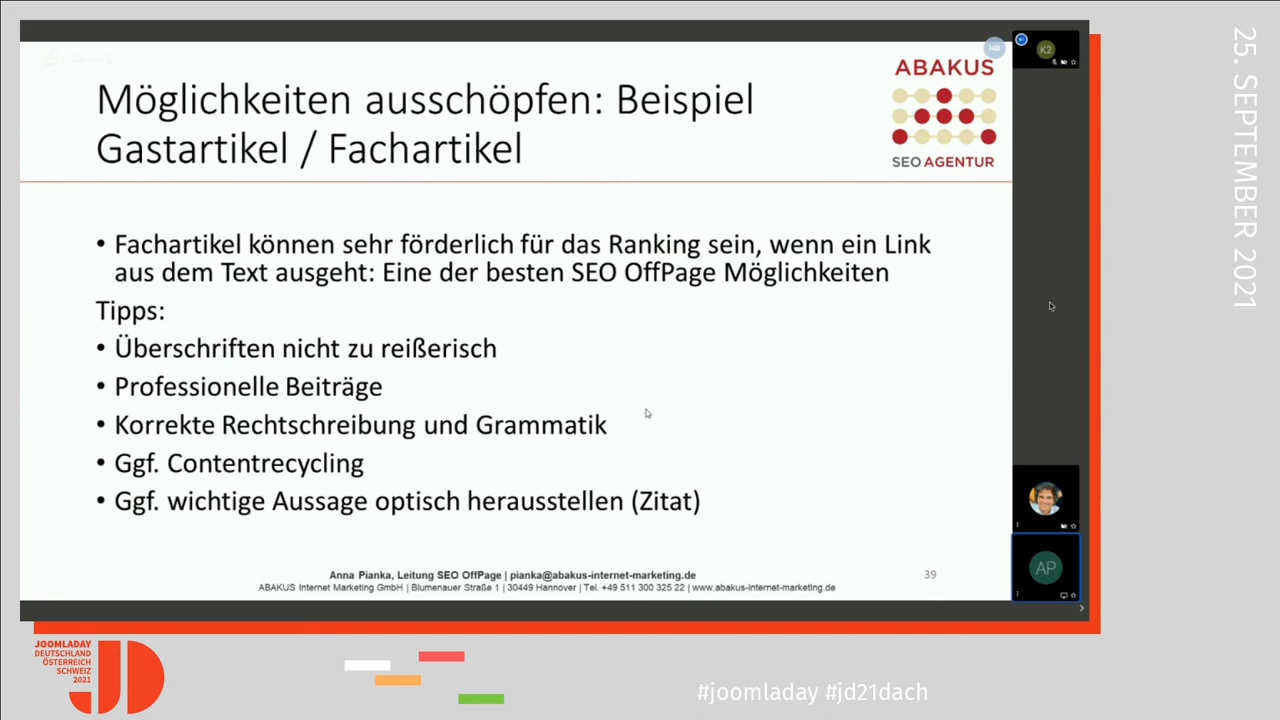 Möglichkeiten ausschöpfen: Beispiel
Gastartikel / Fachartikel
ABAKUS
SEO AGENTUR
HD
K2
• Fachartikel können sehr förderlich für das Ranking sein, wenn ein Link
aus dem Text ausgeht: Eine der besten SEO OffPage Möglichkeiten
Tipps:
• Überschriften nicht zu reißerisch
• Professionelle Beiträge
• Korrekte Rechtschreibung und Grammatik
• Ggf. Contentrecycling
• Ggf. wichtige Aussage optisch herausstellen (Zitat)
Anna Pianka, Leitung SEO OffPage | pianka@abakus-internet-marketing.de
ABAKUS Internet Marketing GmbH | Blumenauer Straße 1 | 30449 Hannover | Tel. +49 511 300 325 22 | www.abakus-internet-marketing.de
39
AP
25. SEPTEMBER 2021
JOOMLADAY
DEUTSCHLAND
ÖSTERREICH
SCHWEIZ
2021
JD
#joomladay #jd21dach